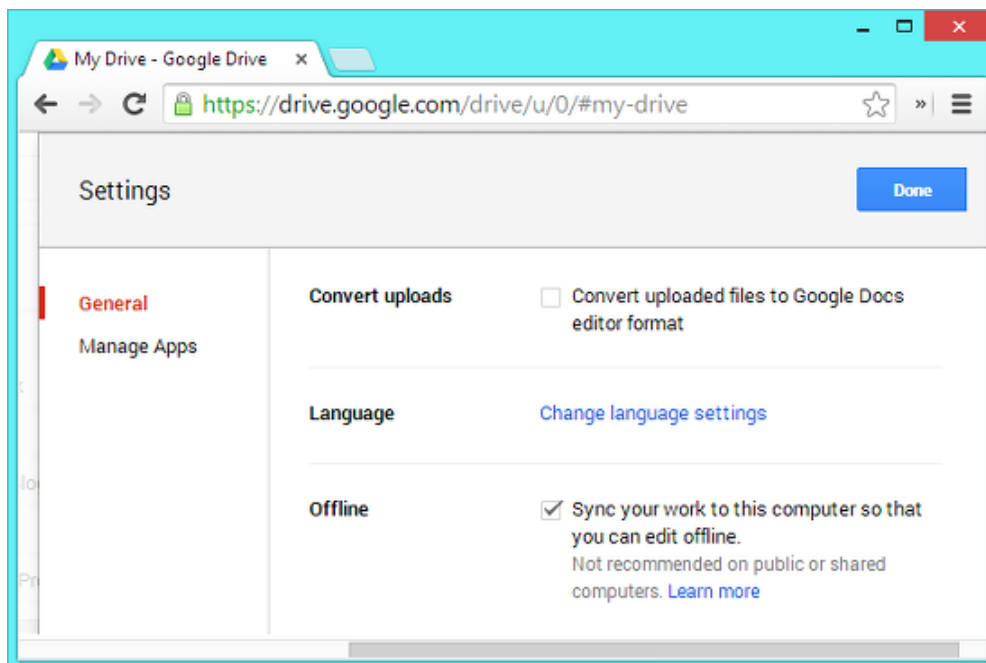 My Drive - Google Drive
https://drive.google.com/drive/u/0/#my-drive
Settings
Done
General
Manage Apps
Convert uploads
Convert uploaded files to Google Docs
editor format
Language
Change language settings
Offline
Sync your work to this computer so that
you can edit offline.
Not recommended on public or shared
computers. Learn more